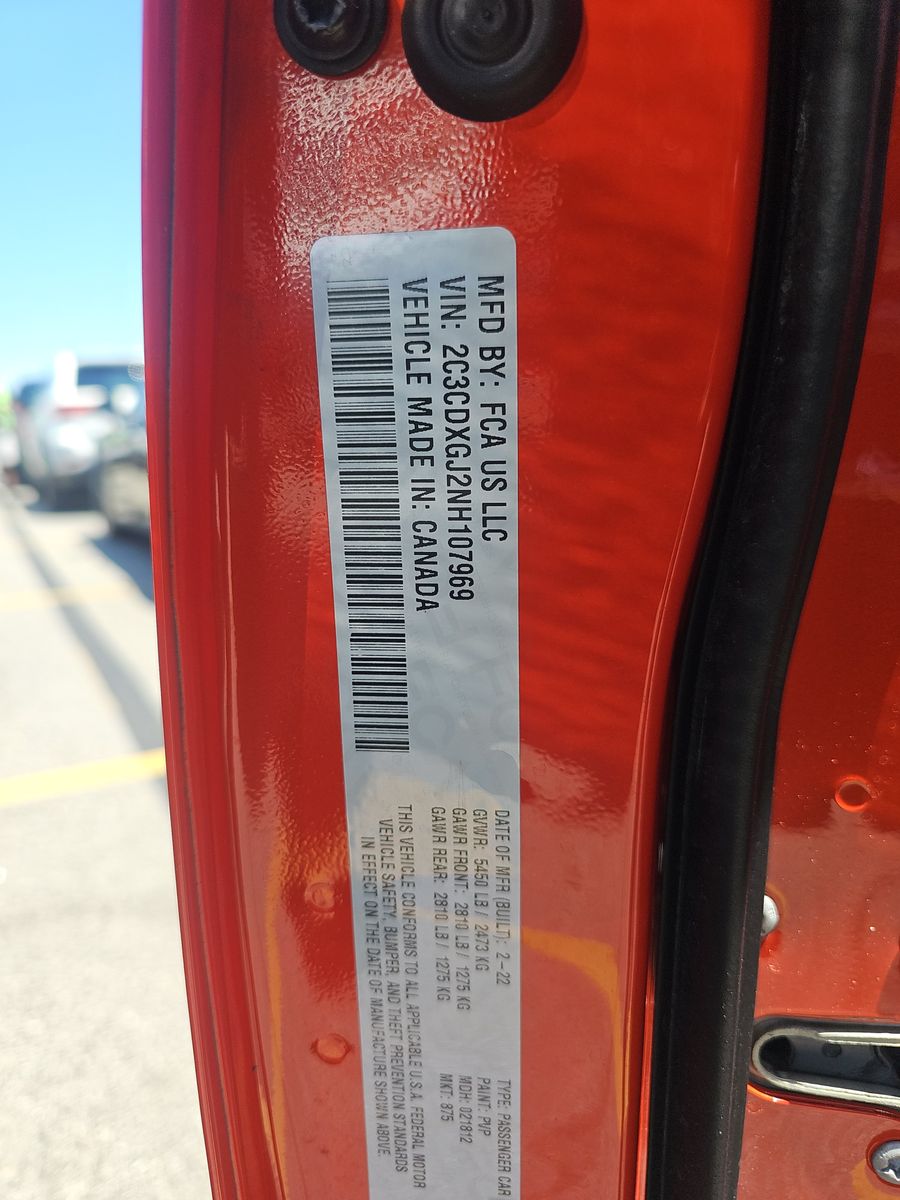 MFD BY: FCA US LLC
VIN: 2C3CDXGJ2NH107969
VEHICLE MADE IN: CANADA
DATE OF MFR (BUILT): 2-22
GVWR: 5450 LB / 2473 KG
GAWR FRONT: 2810 LB / 1275 KG
GAWR REAR: 2810 LB / 1275 KG
TYPE: PASSENGER CAR
PAINT: PVP
MDH: 021812
MKT: 875
THIS VEHICLE CONFORMS TO ALL APPLICABLE U.S.A. FEDERAL MOTOR
VEHICLE SAFETY, BUMPER, AND THEFT PREVENTION STANDARDS
IN EFFECT ON THE DATE OF MANUFACTURE SHOWN ABOVE.